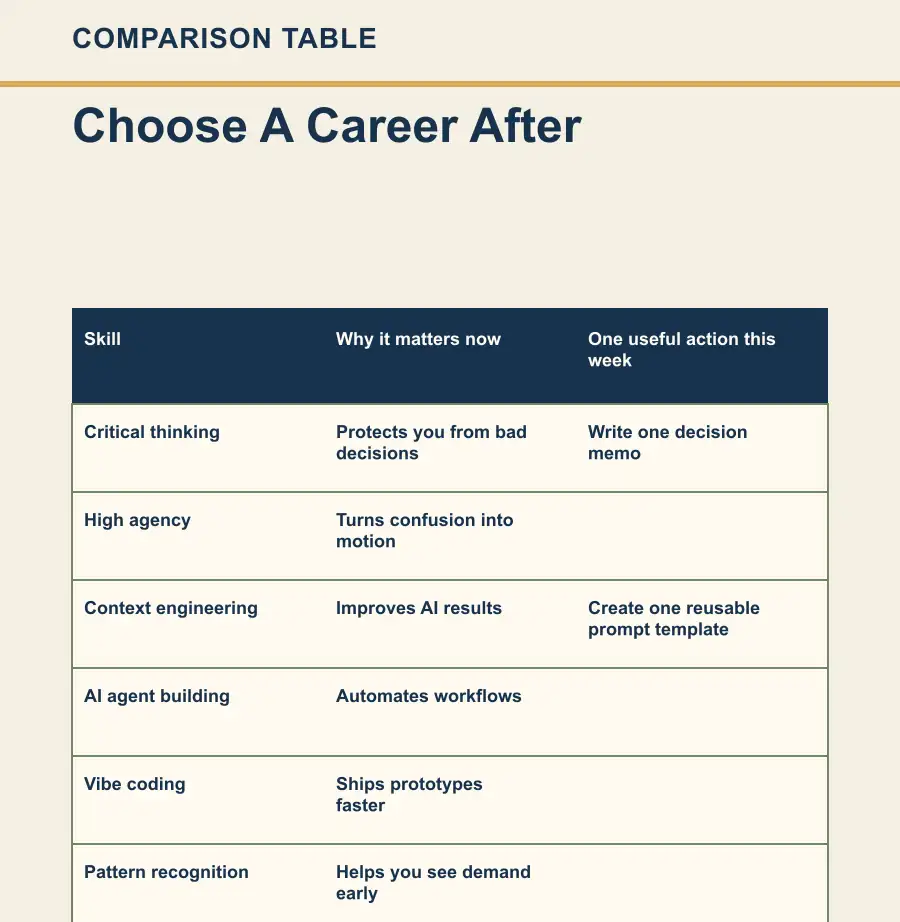 COMPARISON TABLE
Choose A Career After
Skill
Why it matters now
One useful action this
week
Critical thinking
Protects you from bad
decisions
Write one decision
memo
High agency
Turns confusion into
motion
Context engineering
Improves AI results
Create one reusable
prompt template
AI agent building
Automates workflows
Vibe coding
Ships prototypes
faster
Pattern recognition
Helps you see demand
early